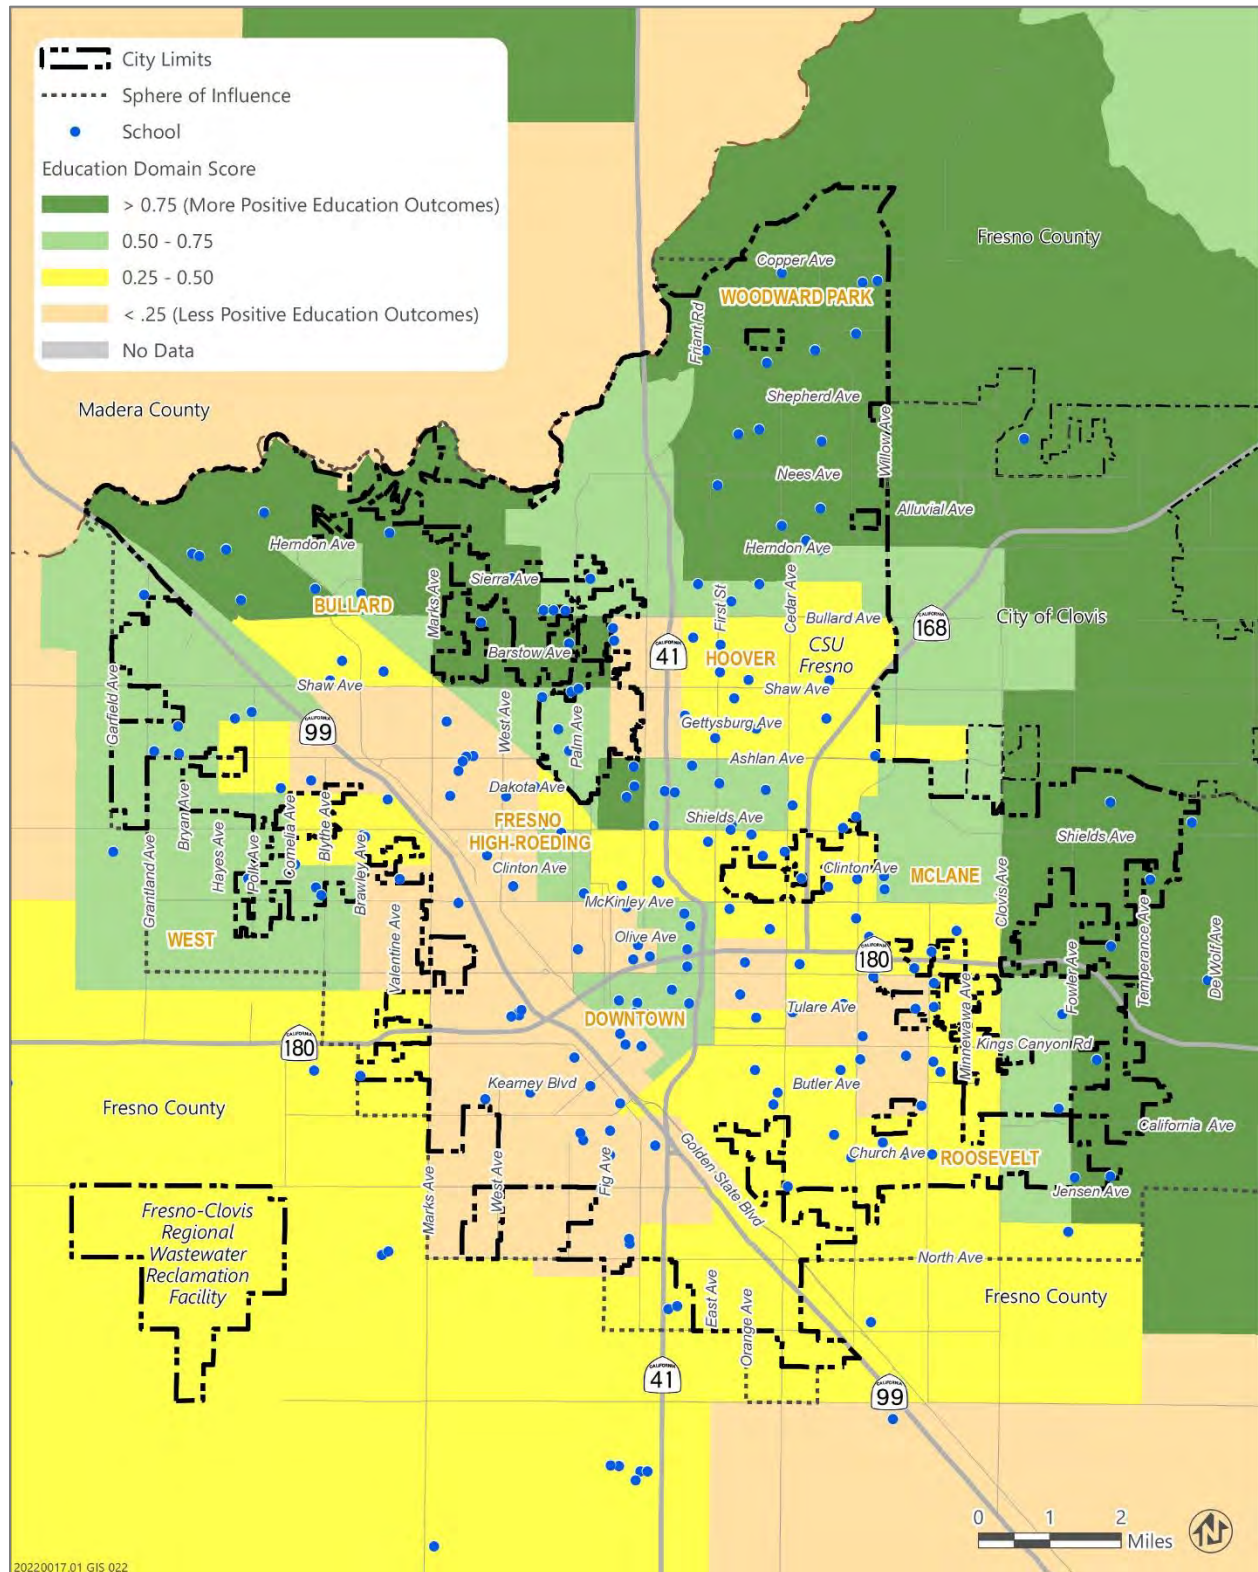 City Limits
Sphere of Influence
School
Education Domain Score
> 0.75 (More Positive Education Outcomes)
0.50 - 0.75
0.25 - 0.50
< .25 (Less Positive Education Outcomes)
No Data
Fresno County
Copper Ave
WOODWARD PARK
Friant Rd
Madera County
Shepherd Ave
Willow Ave
Nees Ave
Alluvial Ave
Herndon Ave
Herndon Ave
Sierra Ave
Marks Ave
BULLARD
First St
Cedar Ave
Bullard Ave
CALIFORNIA
168
City of Clovis
Barstow Ave
CALIFORNIA
41
HOOVER
CSU
Fresno
Garfield Ave
Shaw Ave
Shaw Ave
CALIFORNIA
99
West Ave
Palm Ave
Gettysburg Ave
Ashlan Ave
Dakota Ave
Bryan Ave
Cornelia Ave
Blythe Ave
FRESNO
HIGH-ROEDING
Shields Ave
Shields Ave
Hayes Ave
Polk Ave
Brawley Ave
Clinton Ave
Clinton Ave
MCLANE
Grantland Ave
McKinley Ave
Clovis Ave
WEST
Valentine Ave
Olive Ave
CALIFORNIA
180
Fowler Ave
Temperance Ave
DeWolf Ave
DOWNTOWN
Tulare Ave
Minnewawa Ave
CALIFORNIA
180
Kings Canyon Rd
Kearney Blvd
Butler Ave
Fresno County
California Ave
Marks Ave
West Ave
Fig Ave
Golden State Blvd
Church Ave
ROOSEVELT
Jensen Ave
Fresno-Clovis
Regional
Wastewater
Reclamation
Facility
North Ave
East Ave
Orange Ave
Fresno County
CALIFORNIA
41
CALIFORNIA
99
0 1 2
Miles
N
20220017.01 GIS 022